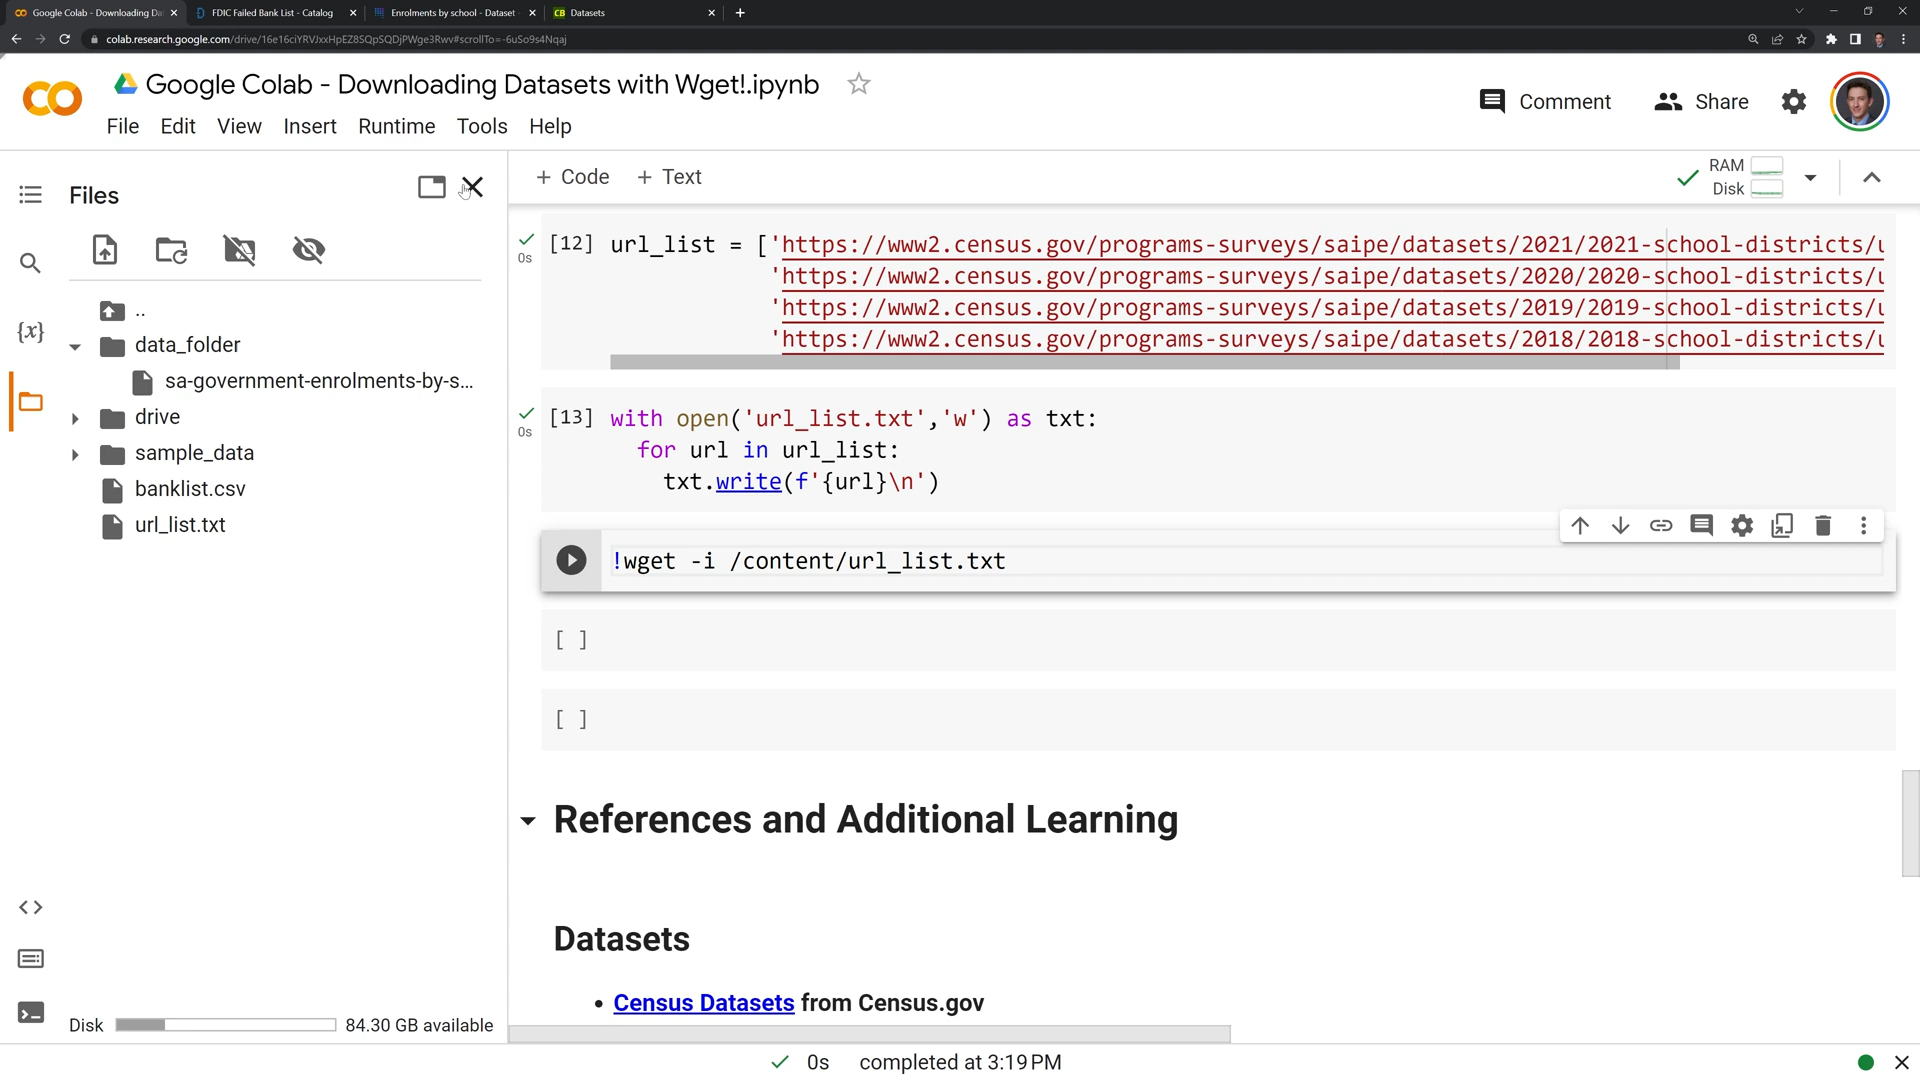 Google Colab - Downloading Da
FDIC Failed Bank List - Catalog
Enrolments by school - Dataset
CB Datasets
colab.research.google.com/drive/16e16ciYRVJxxHpEZ8SQpSQDjPWge3Rwv#scrollTo=-6uSo9s4Nqaj
Google Colab - Downloading Datasets with Wget!.ipynb
Comment
Share
File Edit View Insert Runtime Tools Help
Files
+ Code + Text
RAM
Disk
..
data_folder
sa-government-enrolments-by-s...
drive
sample_data
banklist.csv
url_list.txt
Disk 84.30 GB available
0s
[12] url_list = ['https://www2.census.gov/programs-surveys/saipe/datasets/2021/2021-school-districts/u
'https://www2.census.gov/programs-surveys/saipe/datasets/2020/2020-school-districts/u
'https://www2.census.gov/programs-surveys/saipe/datasets/2019/2019-school-districts/u
'https://www2.census.gov/programs-surveys/saipe/datasets/2018/2018-school-districts/u
0s
[13] with open('url_list.txt','w') as txt:
for url in url_list:
txt.write(f'{url}\n')
!wget -i /content/url_list.txt
[ ]
[ ]
References and Additional Learning
Datasets
• Census Datasets from Census.gov
0s completed at 3:19 PM